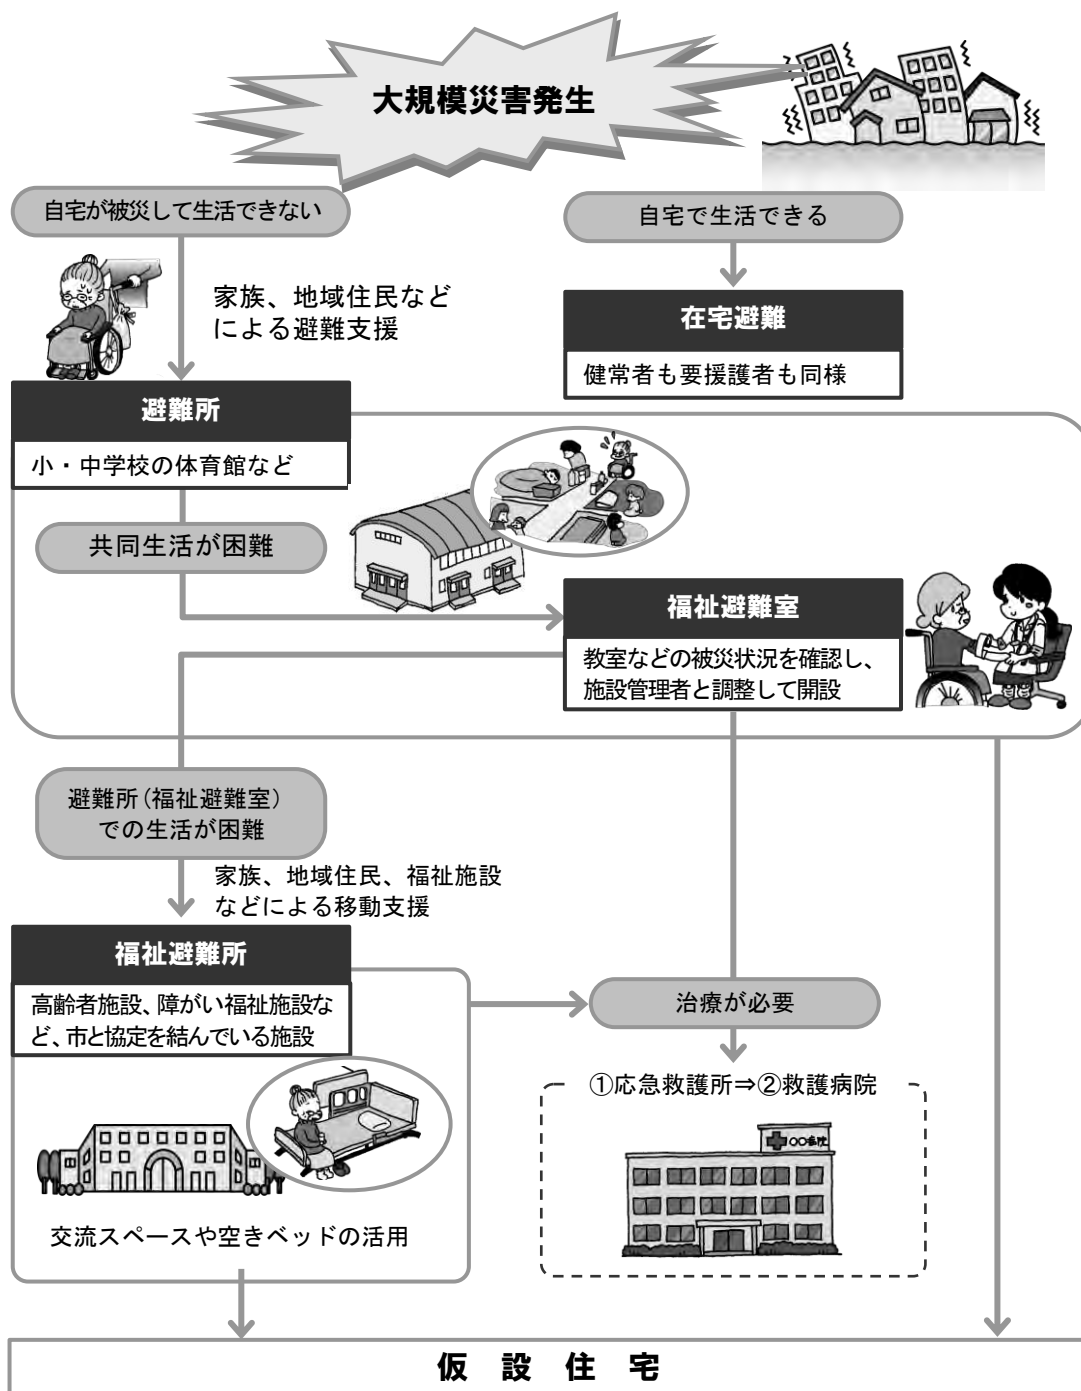 大規模災害発生
自宅が被災して生活できない
自宅で生活できる
家族、地域住民など
による避難支援
在宅避難
健常者も要援護者も同様
避難所
小・中学校の体育館など
共同生活が困難
福祉避難室
教室などの被災状況を確認し、
施設管理者と調整して開設
避難所(福祉避難室)
での生活が困難
家族、地域住民、福祉施設
などによる移動支援
福祉避難所
高齢者施設、障がい福祉施設な
ど、市と協定を結んでいる施設
治療が必要
①応急救護所⇒②救護病院
〇〇病院
交流スペースや空きベッドの活用
仮設住宅